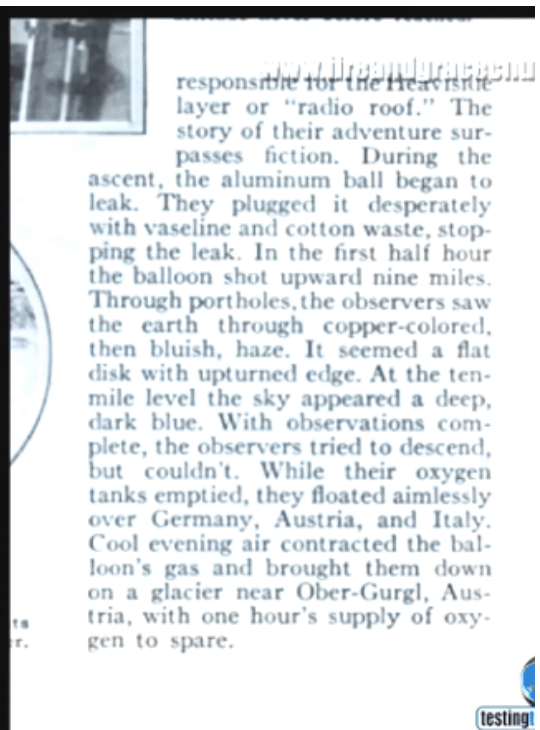 responsible for the Heaviside
layer or “radio roof.” The
story of their adventure sur-
passes fiction. During the
ascent, the aluminum ball began to
leak. They plugged it desperately
with vaseline and cotton waste, stop-
ping the leak. In the first half hour
the balloon shot upward nine miles.
Through portholes, the observers saw
the earth through copper-colored,
then bluish, haze. It seemed a flat
disk with upturned edge. At the ten-
mile level the sky appeared a deep,
dark blue. With observations com-
plete, the observers tried to descend,
but couldn't. While their oxygen
tanks emptied, they floated aimlessly
over Germany, Austria, and Italy.
Cool evening air contracted the bal-
loon's gas and brought them down
on a glacier near Ober-Gurgl, Aus-
tria, with one hour's supply of oxy-
gen to spare.
ts
r.
testing